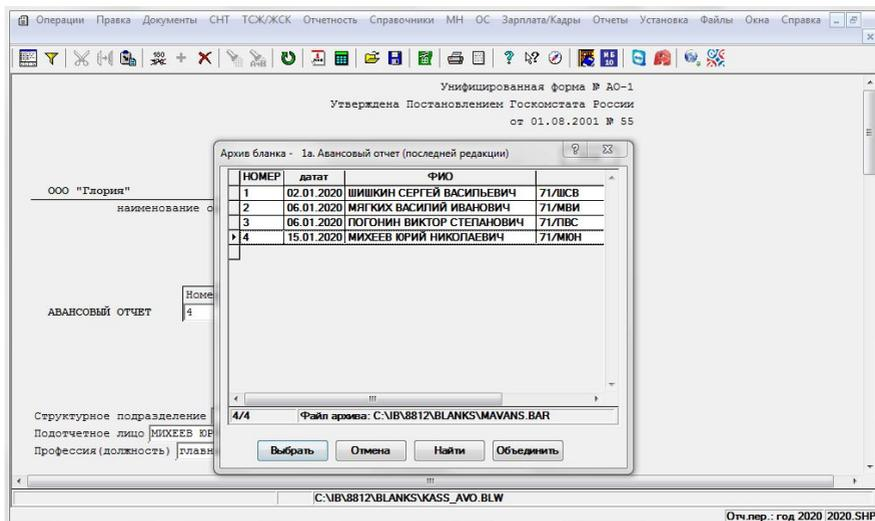 Операции Правка Документы СНТ ТСЖ/ЖСК Отчетность Справочники МН ОС Зарплата/Кадры Отчеты Установка Файлы Окна Справка
Унифицированная форма № АО-1
Утверждена Постановлением Госкомстата России
от 01.08.2001 № 55
Архив бланка - 1а. Авансовый отчет (последней редакции)
НОМЕР датат ФИО
1 02.01.2020 ШИШКИН СЕРГЕЙ ВАСИЛЬЕВИЧ 71/ШСВ
2 06.01.2020 МЯГКИХ ВАСИЛИЙ ИВАНОВИЧ 71/МВИ
3 06.01.2020 ПОГОНИН ВИКТОР СТЕПАНОВИЧ 71/ПВС
4 15.01.2020 МИХЕЕВ ЮРИЙ НИКОЛАЕВИЧ 71/МЮН
ООО "Глория"
наименование о
Номе
АВАНСОВЫЙ ОТЧЕТ 4
Структурное подразделение
Подотчетное лицо МИХЕЕВ ЮР
Профессия(должность) главн
4/4 Файл архива: C:\IB\8812\BLANKS\MAVANS.BAR
Выбрать Отмена Найти Объединить
C:\IB\8812\BLANKS\KASS_AVO.BLW
Отч.пер.: год 2020 2020.SHP